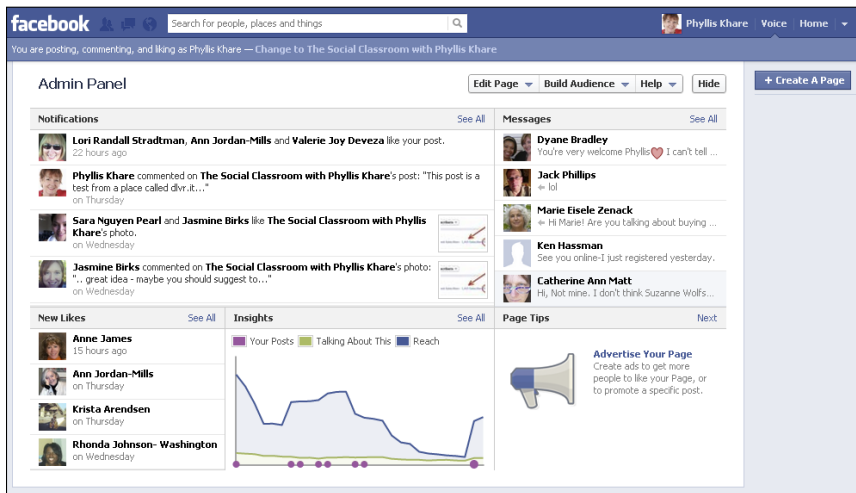 facebook
Search for people, places and things
Phyllis Khare
Voice
Home
You are posting, commenting, and liking as Phyllis Khare — Change to The Social Classroom with Phyllis Khare
Admin Panel
Edit Page
Build Audience
Help
Hide
+ Create A Page
Notifications
See All
Lori Randall Stradtman, Ann Jordan-Mills and Valerie Joy Deveza like your post.
22 hours ago
Phyllis Khare commented on The Social Classroom with Phyllis Khare's post: "This post is a
test from a place called dlvr.it..."
on Thursday
Sara Nguyen Pearl and Jasmine Birks like The Social Classroom with Phyllis
Khare's photo.
on Wednesday
Jasmine Birks commented on The Social Classroom with Phyllis Khare's photo:
".. great idea - maybe you should suggest to..."
on Wednesday
Messages
See All
Dyane Bradley
You're very welcome Phyllis I can't tell ...
Jack Phillips
lol
Marie Eisele Zenack
Hi Marie! Are you talking about buying ...
Ken Hassman
See you online-I just registered yesterday.
Catherine Ann Matt
Hi, Not mine. I don't think Suzanne Wolfs...
New Likes
See All
Anne James
15 hours ago
Ann Jordan-Mills
on Thursday
Krista Arendsen
on Thursday
Rhonda Johnson- Washington
on Wednesday
Insights
See All
Your Posts
Talking About This
Reach
Page Tips
Next
Advertise Your Page
Create ads to get more
people to like your Page, or
to promote a specific post.